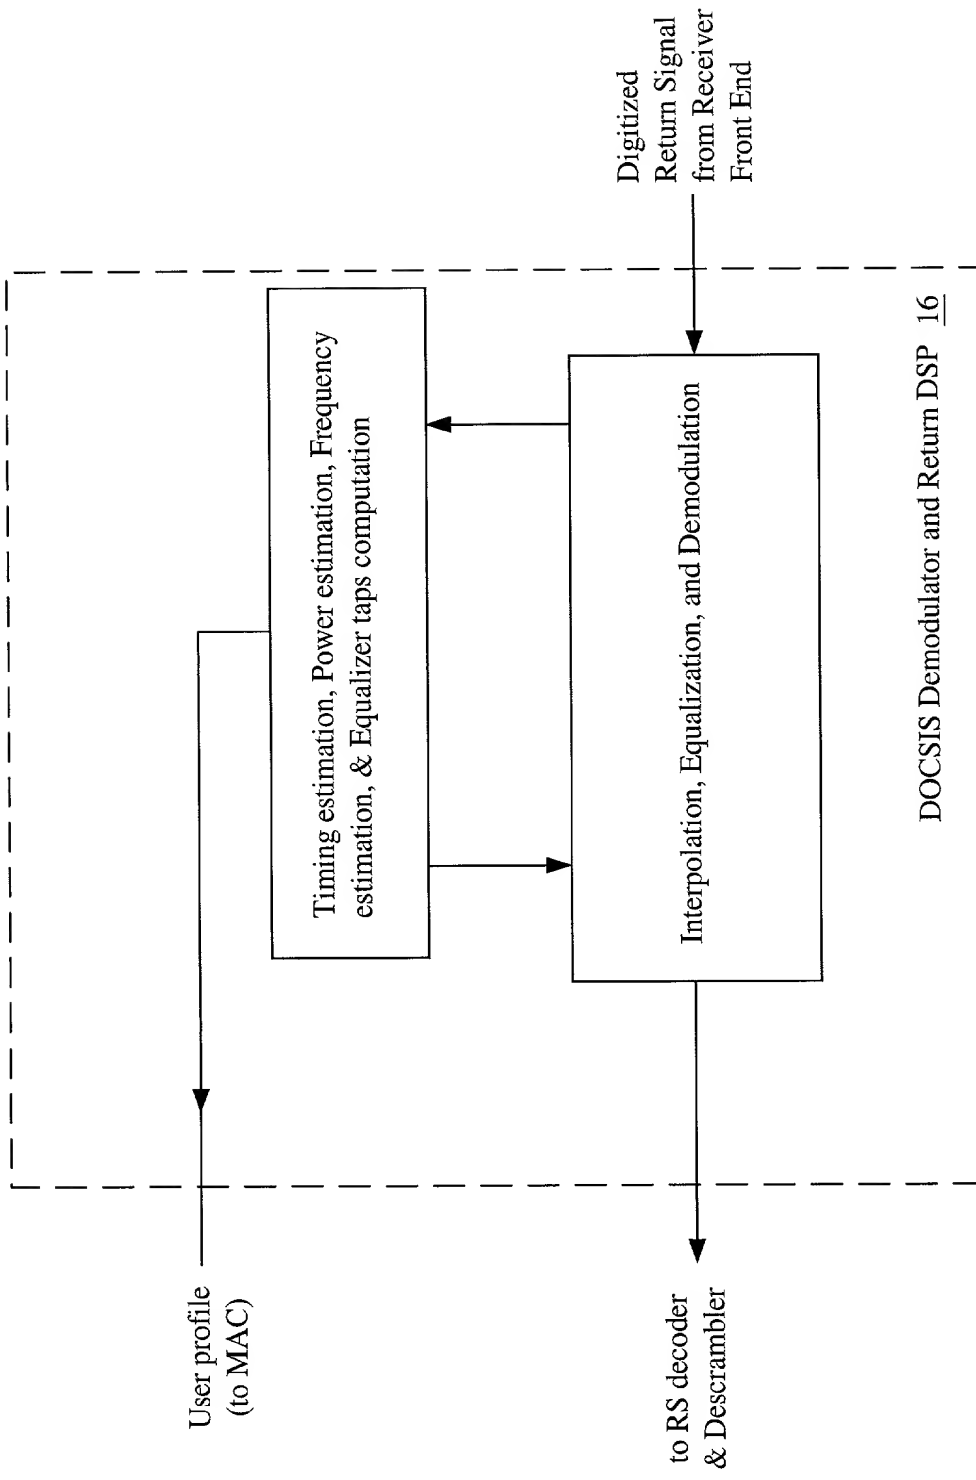 User profile
(to MAC)
Timing estimation, Power estimation, Frequency
estimation, & Equalizer taps computation
to RS decoder
& Descrambler
Interpolation, Equalization, and Demodulation
Digitized
Return Signal
from Receiver
Front End
DOCSIS Demodulator and Return DSP 16